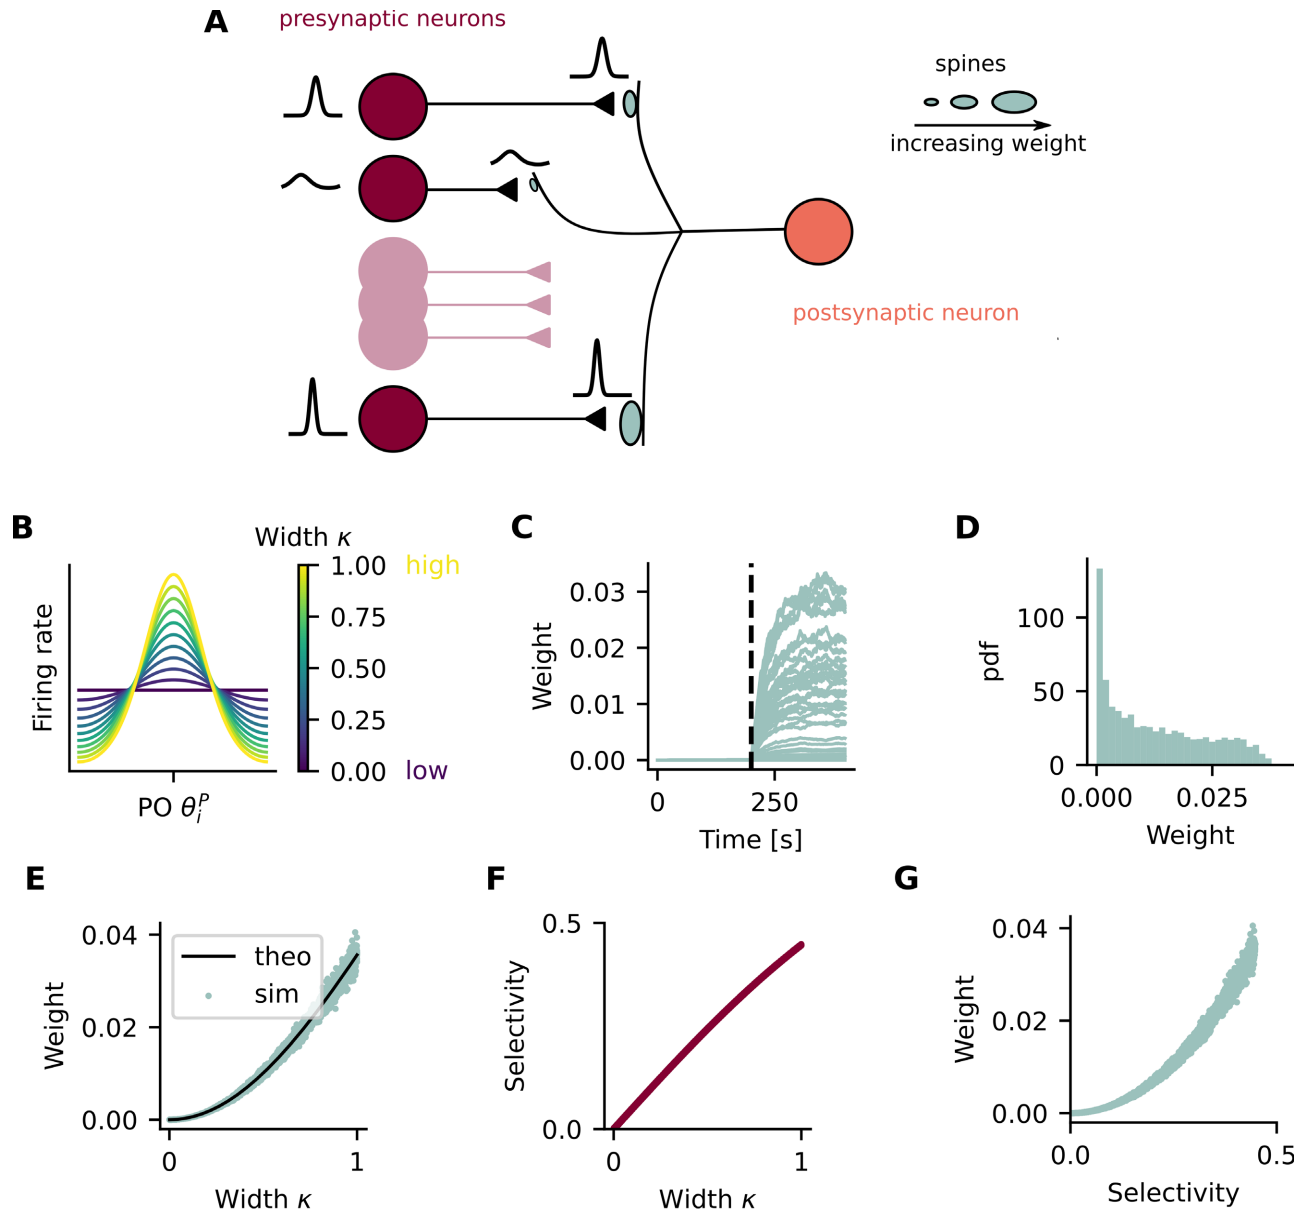 A
presynaptic neurons
spines
increasing weight
postsynaptic neuron
B
Width κ
1.00
0.75
0.50
0.25
0.00
high
low
Firing rate
PO θ_i^P
C
Weight
0.03
0.02
0.01
0.00
0
250
Time [s]
D
pdf
100
50
0
0.000
0.025
Weight
E
Weight
0.04
0.02
0.00
theo
sim
0
1
Width κ
F
Selectivity
0.5
0.0
0
1
Width κ
G
Weight
0.04
0.02
0.00
0.0
0.5
Selectivity